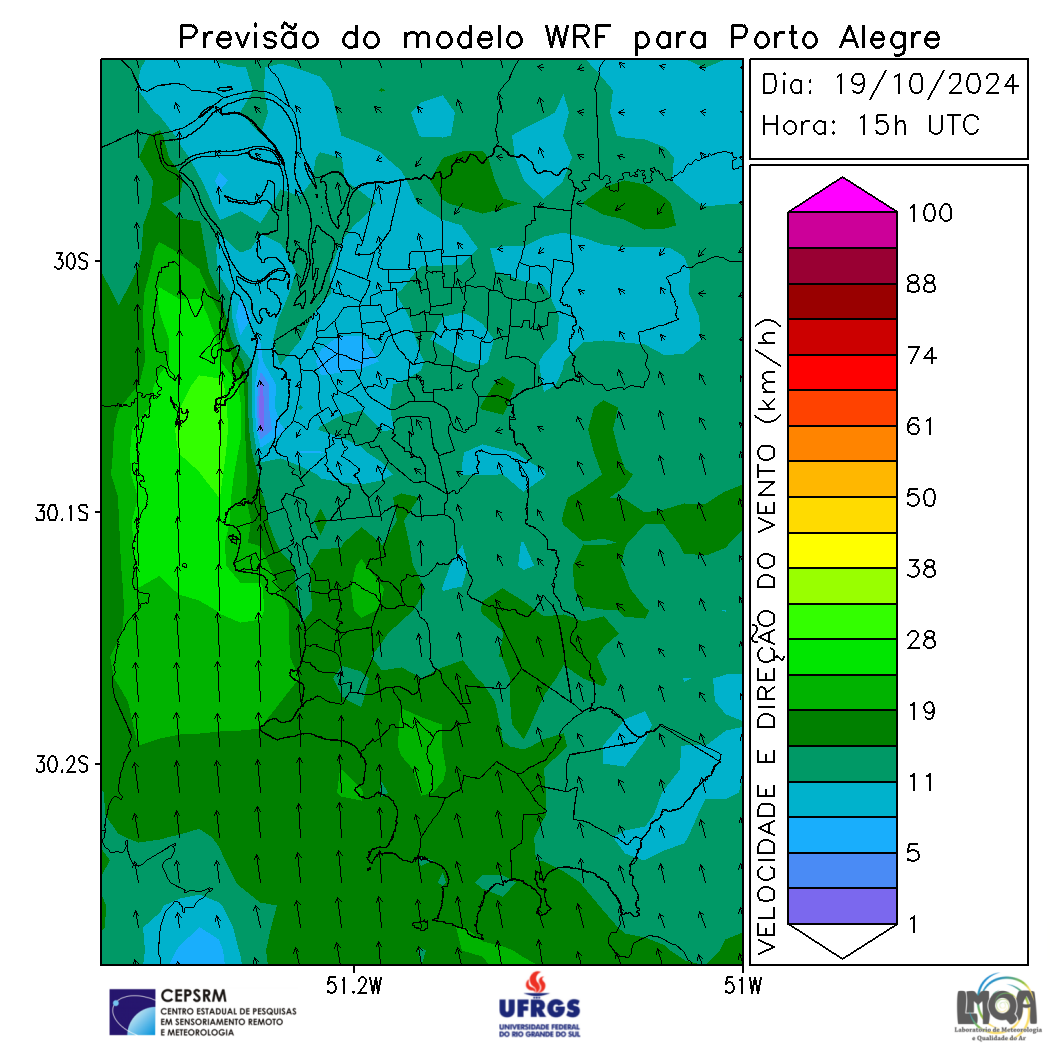 Previsão do modelo WRF para Porto Alegre
Dia: 19/10/2024
Hora: 15h UTC
30S
30.1S
30.2S
51.2W
51W
VELOCIDADE E DIREÇÃO DO VENTO (km/h)
100
88
74
61
50
38
28
19
11
5
1
CEPSRM
CENTRO ESTADUAL DE PESQUISAS
EM SENSORIAMENTO REMOTO
E METEOROLOGIA
UFRGS
UNIVERSIDADE FEDERAL
DO RIO GRANDE DO SUL
LMQA
Laboratório de Meteorologia
e Qualidade do Ar